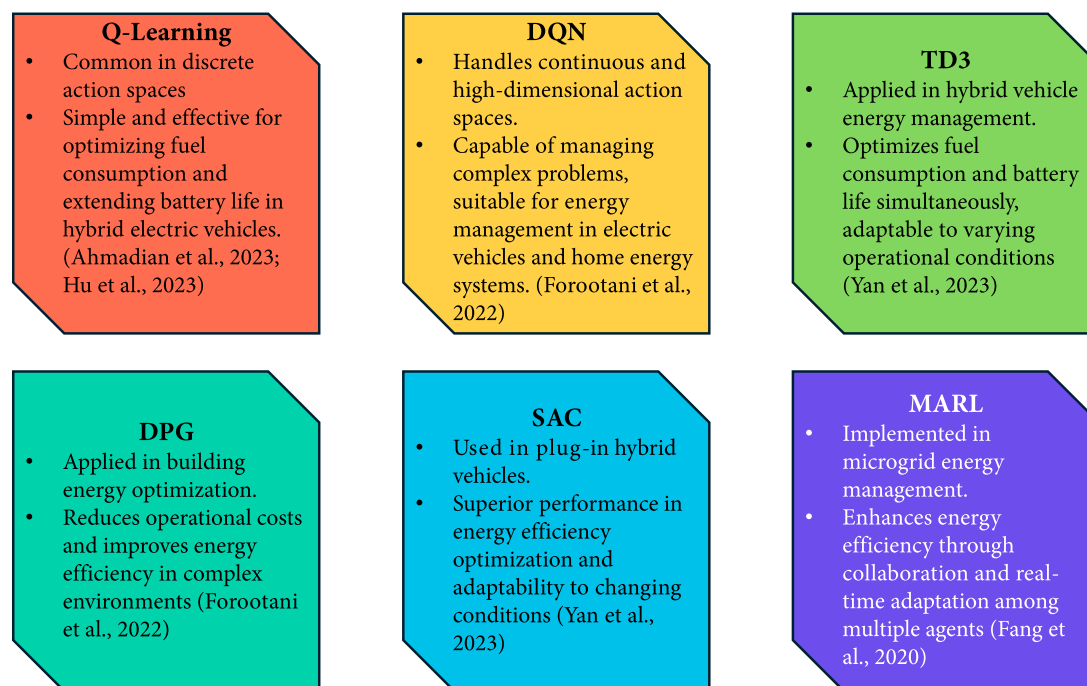 Q-Learning
• Common in discrete
action spaces
• Simple and effective for
optimizing fuel
consumption and
extending battery life in
hybrid electric vehicles.
(Ahmadian et al., 2023;
Hu et al., 2023)
DQN
• Handles continuous and
high-dimensional action
spaces.
• Capable of managing
complex problems,
suitable for energy
management in electric
vehicles and home energy
systems. (Forootani et al.,
2022)
TD3
• Applied in hybrid vehicle
energy management.
• Optimizes fuel
consumption and battery
life simultaneously,
adaptable to varying
operational conditions
(Yan et al., 2023)
DPG
• Applied in building
energy optimization.
• Reduces operational costs
and improves energy
efficiency in complex
environments (Forootani
et al., 2022)
SAC
• Used in plug-in hybrid
vehicles.
• Superior performance in
energy efficiency
optimization and
adaptability to changing
conditions (Yan et al.,
2023)
MARL
• Implemented in
microgrid energy
management.
• Enhances energy
efficiency through
collaboration and real-
time adaptation among
multiple agents (Fang et
al., 2020)